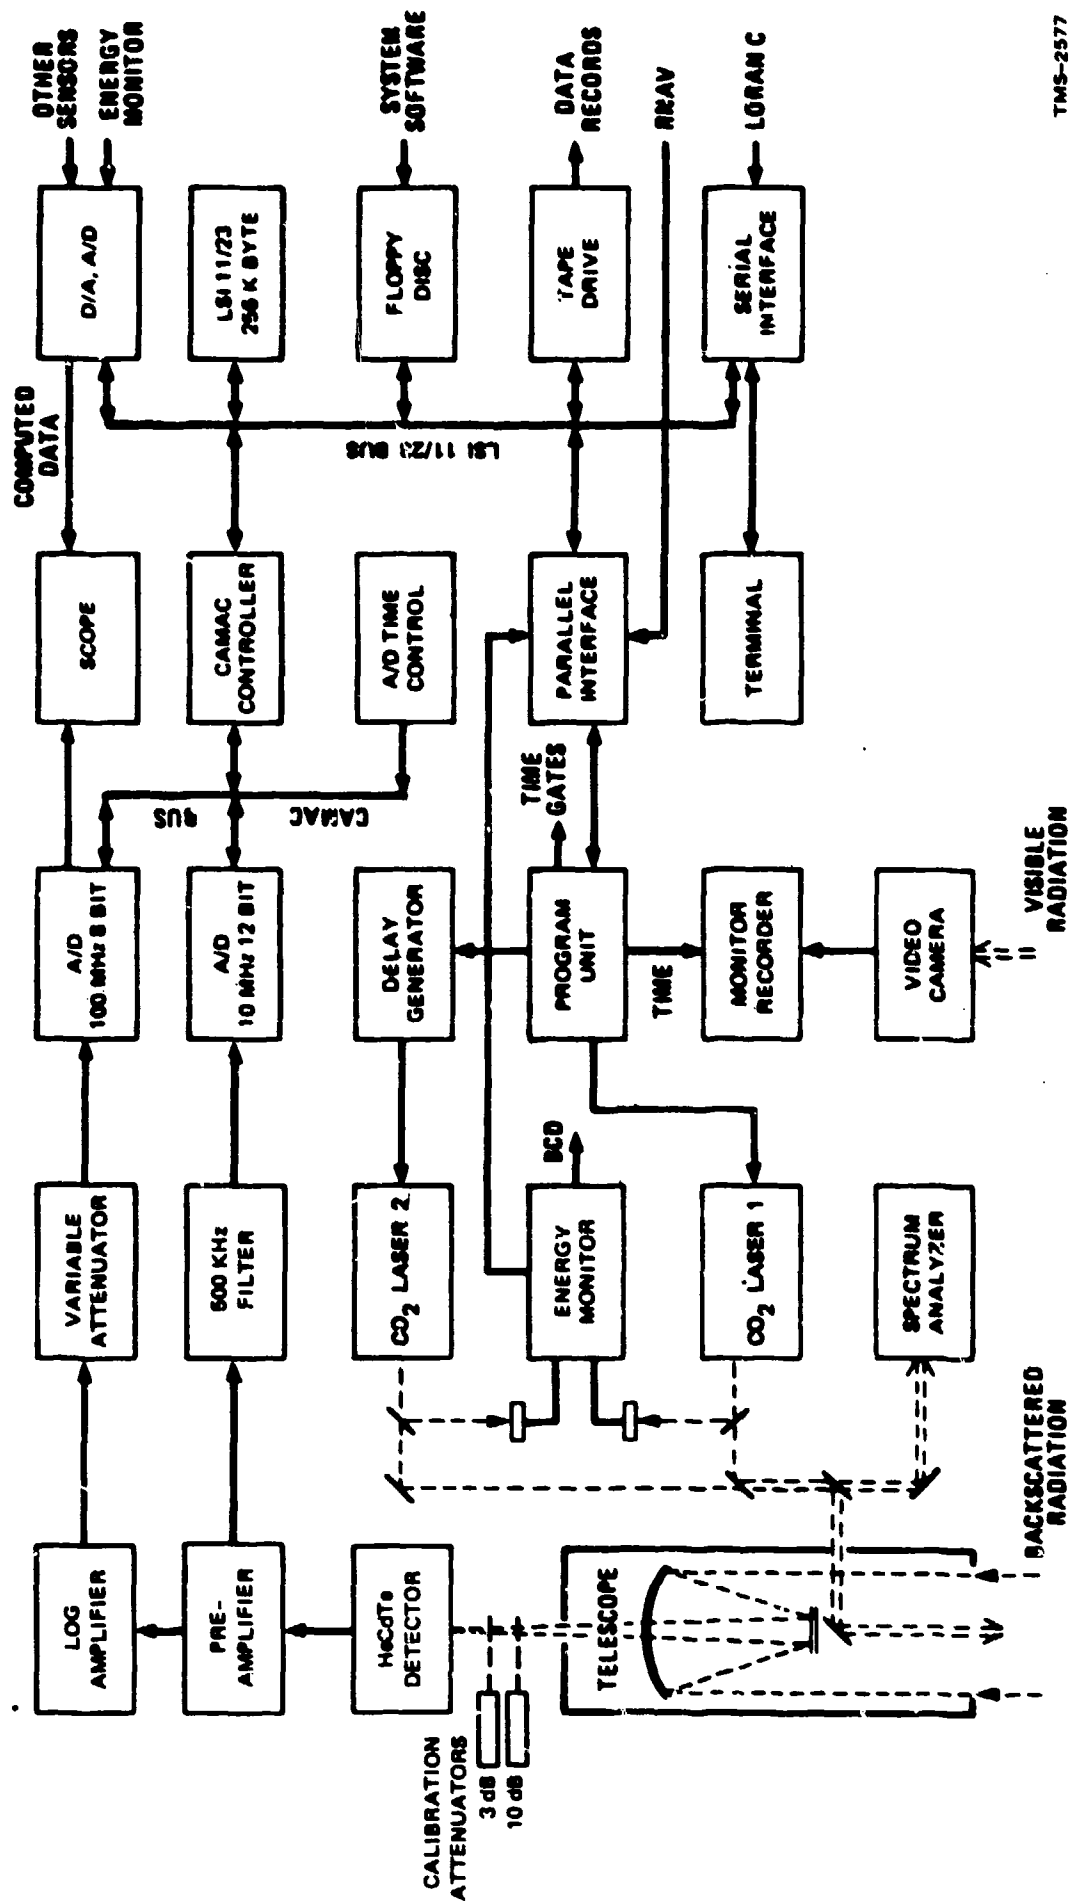 OTHER
SENSORS
ENERGY
MONITOR
SYSTEM
SOFTWARE
DATA
RECORDS
RNAV
LORAN C
D/A, A/D
LSI 11/23
256 K BYTE
FLOPPY
DISC
TAPE
DRIVE
SERIAL
INTERFACE
COMPUTED
DATA
LSI 11/23 BUS
SCOPE
CAMAC
CONTROLLER
A/D TIME
CONTROL
PARALLEL
INTERFACE
TERMINAL
CAMAC
BUS
TIME
GATES
A/D
100 MHz 8 BIT
A/D
10 MHz 12 BIT
DELAY
GENERATOR
PROGRAM
UNIT
TIME
MONITOR
RECORDER
VIDEO
CAMERA
VISIBLE
RADIATION
VARIABLE
ATTENUATOR
500 KHz
FILTER
CO2 LASER 2
ENERGY
MONITOR
BCD
CO2 LASER 1
SPECTRUM
ANALYZER
LOG
AMPLIFIER
PRE-
AMPLIFIER
HgCdTe
DETECTOR
TELESCOPE
BACKSCATTERED
RADIATION
CALIBRATION
ATTENUATORS
3 dB
10 dB
TMS-2577